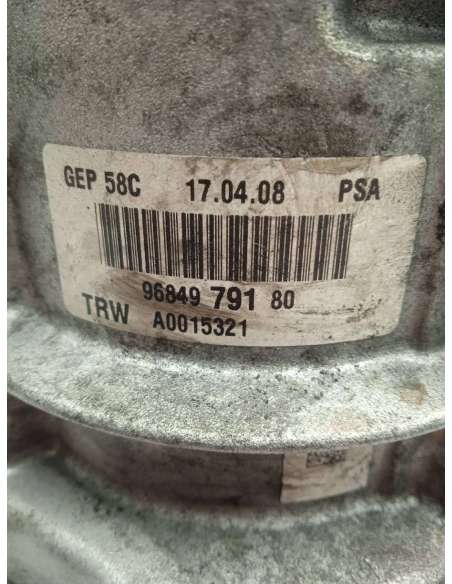 GEP 58C 17.04.08 PSA
96849 791 80
TRW A0015321